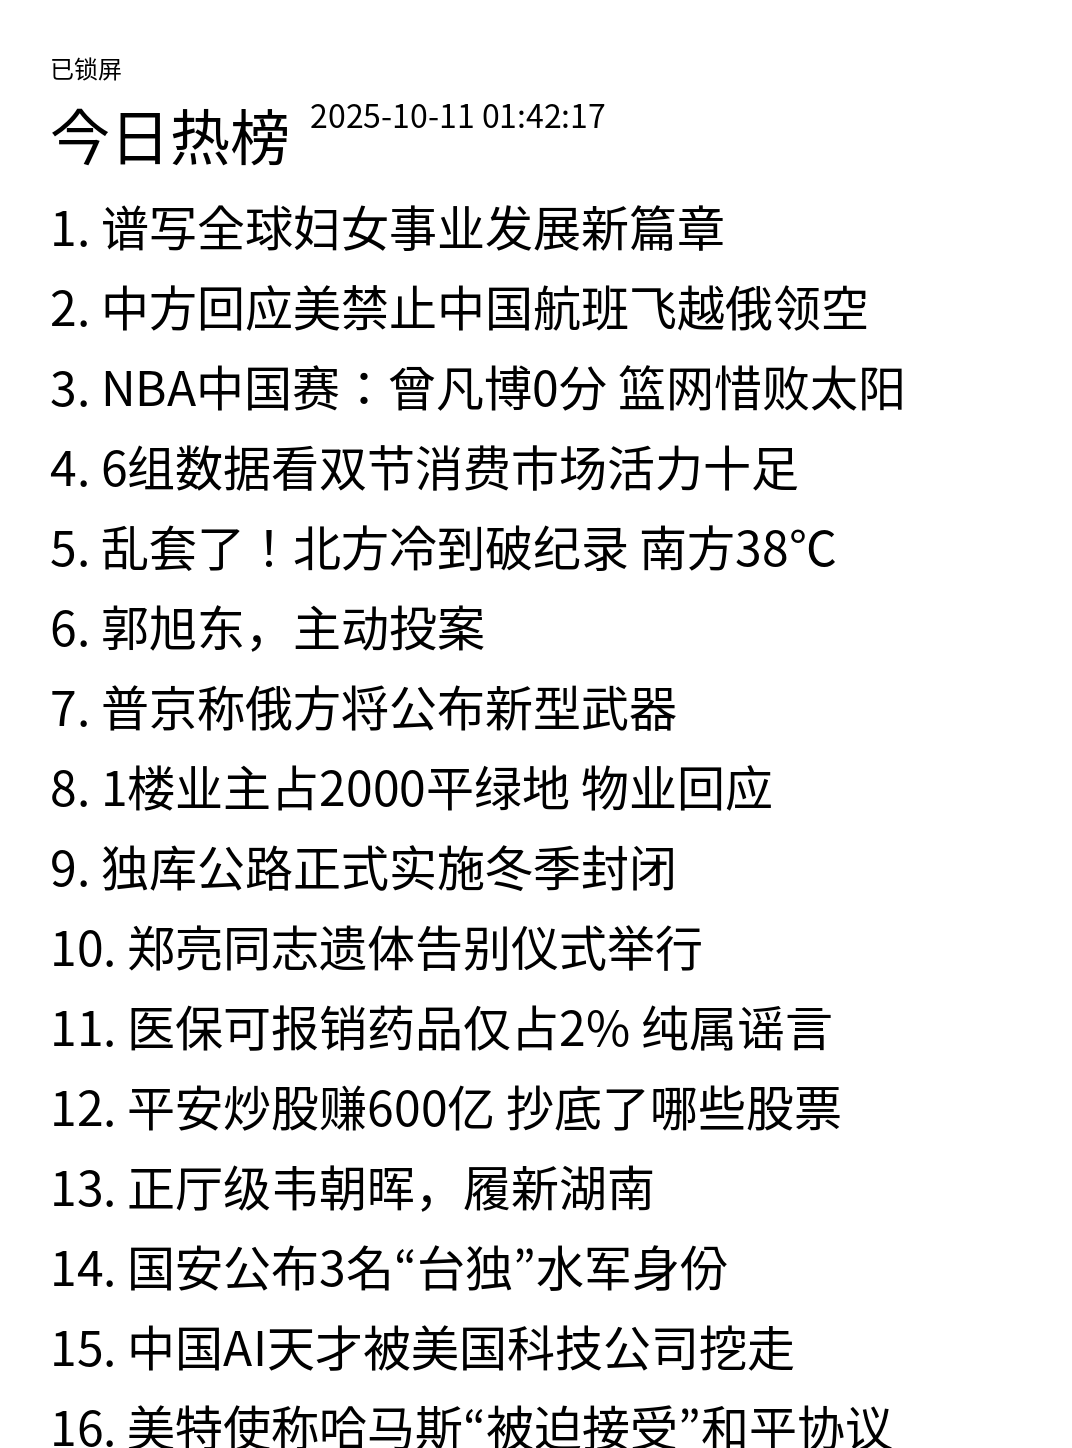 已锁屏
今日热榜 2025-10-11 01:42:17
1. 谱写全球妇女事业发展新篇章
2. 中方回应美禁止中国航班飞越俄领空
3. NBA中国赛：曾凡博0分 篮网惜败太阳
4. 6组数据看双节消费市场活力十足
5. 乱套了！北方冷到破纪录 南方38℃
6. 郭旭东，主动投案
7. 普京称俄方将公布新型武器
8. 1楼业主占2000平绿地 物业回应
9. 独库公路正式实施冬季封闭
10. 郑亮同志遗体告别仪式举行
11. 医保可报销药品仅占2% 纯属谣言
12. 平安炒股赚600亿 抄底了哪些股票
13. 正厅级韦朝晖，履新湖南
14. 国安公布3名“台独”水军身份
15. 中国AI天才被美国科技公司挖走
16. 美特使称哈马斯“被迫接受”和平协议